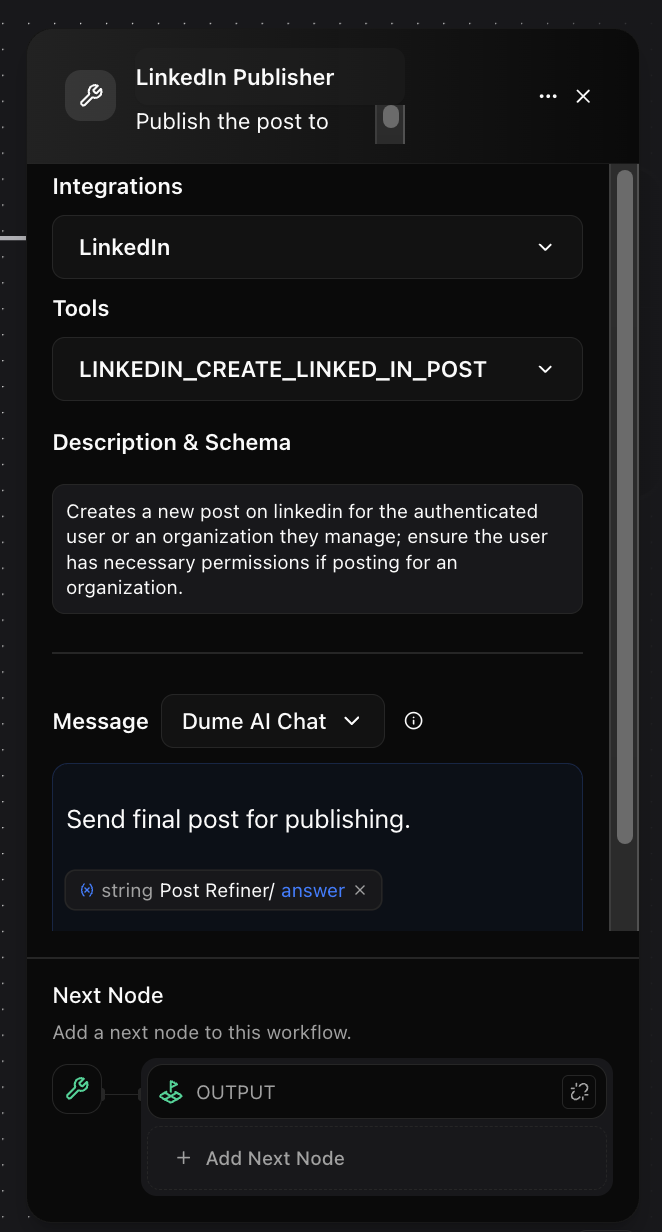 LinkedIn Publisher
Publish the post to
Integrations
LinkedIn
Tools
LINKEDIN_CREATE_LINKED_IN_POST
Description & Schema
Creates a new post on linkedin for the authenticated
user or an organization they manage; ensure the user
has necessary permissions if posting for an
organization.
Message Dume AI Chat
Send final post for publishing.
string Post Refiner/ answer
Next Node
Add a next node to this workflow.
OUTPUT
+ Add Next Node